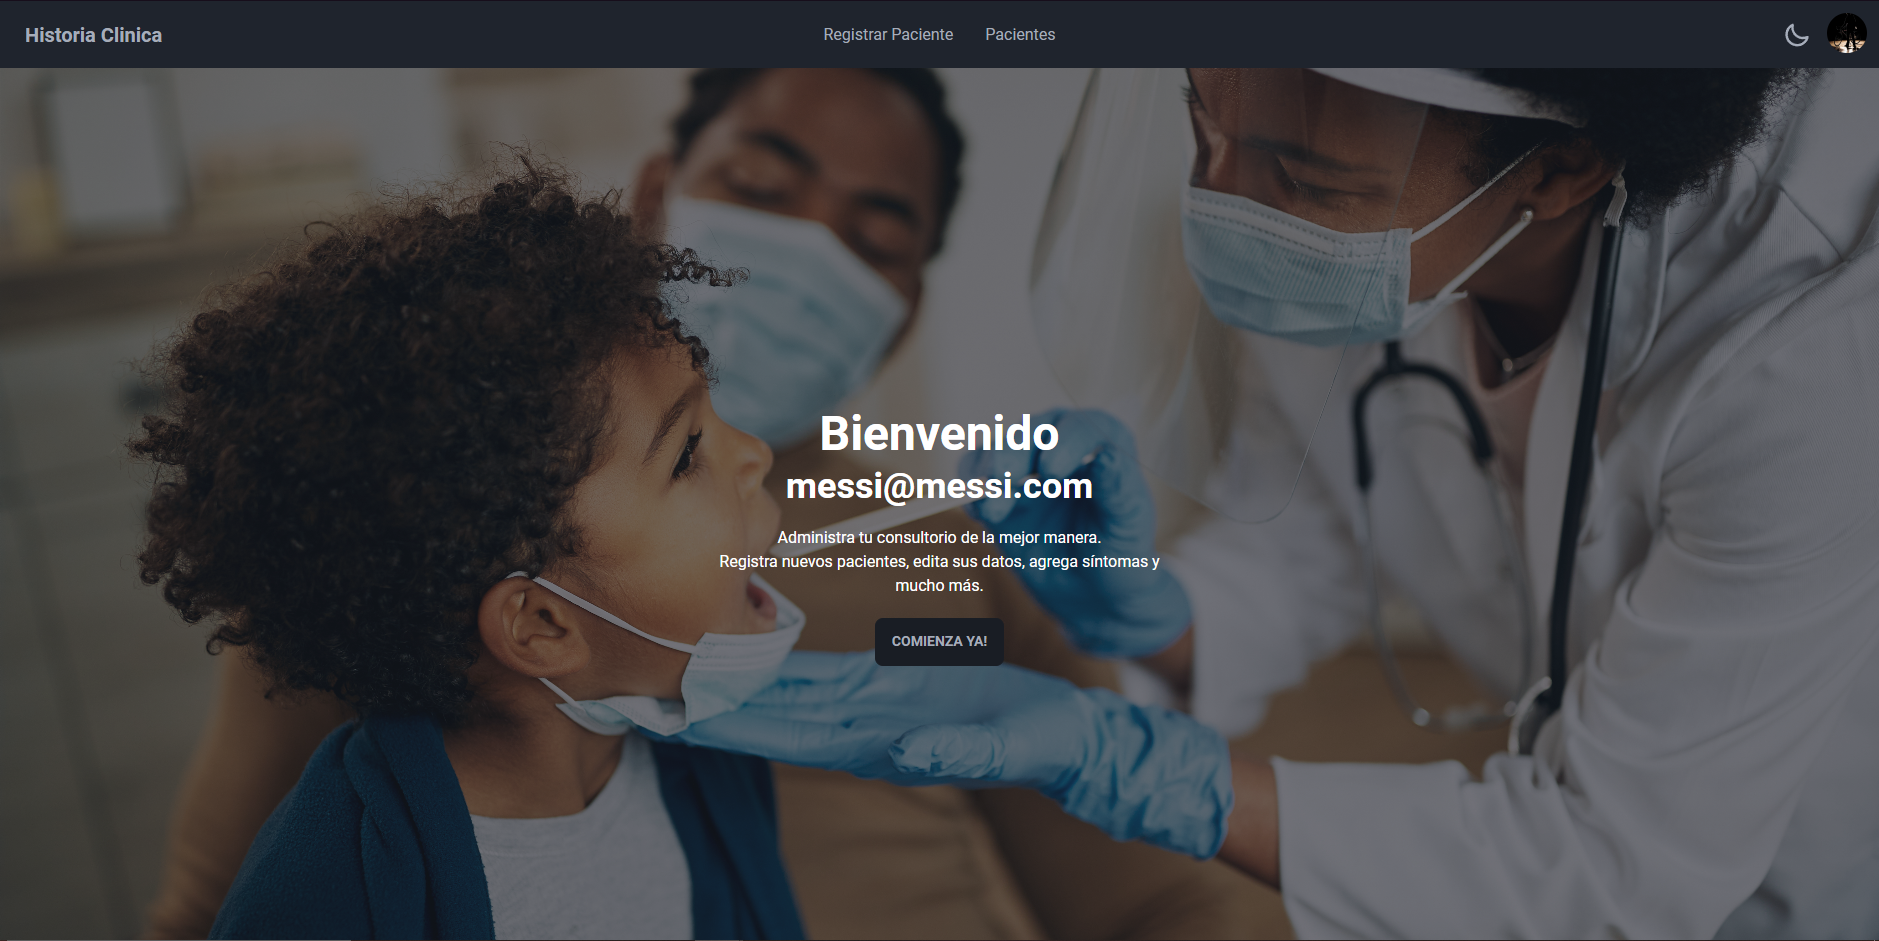 Historia Clinica
Registrar Paciente
Pacientes
Bienvenido
messi@messi.com
Administra tu consultorio de la mejor manera.
Registra nuevos pacientes, edita sus datos, agrega síntomas y
mucho más.
COMIENZA YA!